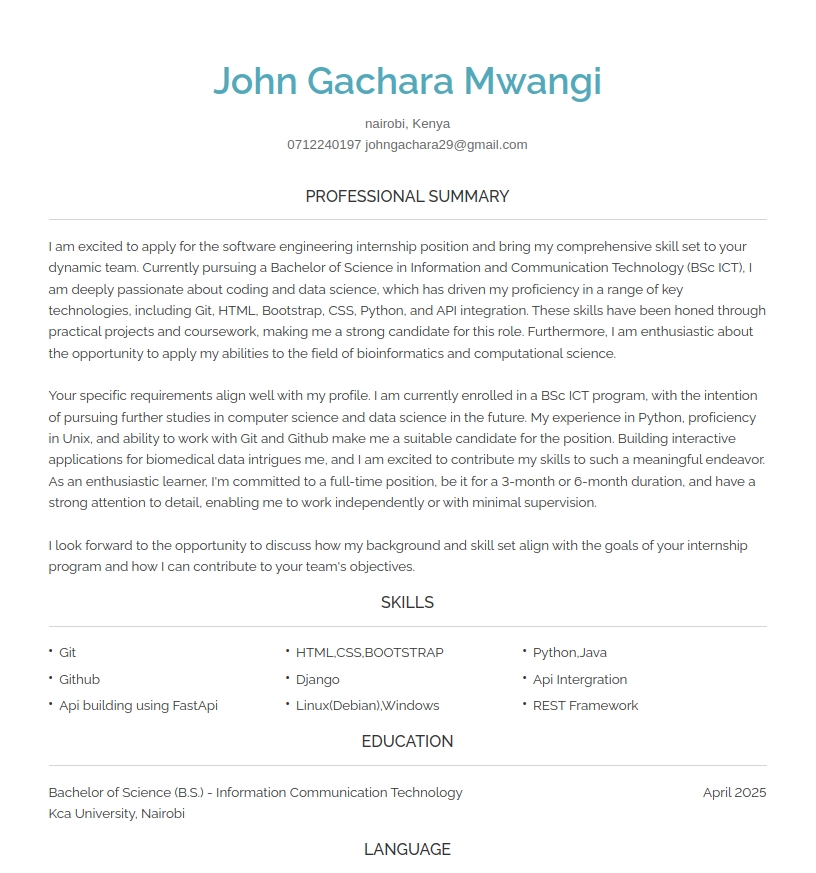 John Gachara Mwangi
nairobi, Kenya
0712240197 johngachara29@gmail.com
PROFESSIONAL SUMMARY
I am excited to apply for the software engineering internship position and bring my comprehensive skill set to your
dynamic team. Currently pursuing a Bachelor of Science in Information and Communication Technology (BSc ICT), I
am deeply passionate about coding and data science, which has driven my proficiency in a range of key
technologies, including Git, HTML, Bootstrap, CSS, Python, and API integration. These skills have been honed through
practical projects and coursework, making me a strong candidate for this role. Furthermore, I am enthusiastic about
the opportunity to apply my abilities to the field of bioinformatics and computational science.
Your specific requirements align well with my profile. I am currently enrolled in a BSc ICT program, with the intention
of pursuing further studies in computer science and data science in the future. My experience in Python, proficiency
in Unix, and ability to work with Git and Github make me a suitable candidate for the position. Building interactive
applications for biomedical data intrigues me, and I am excited to contribute my skills to such a meaningful endeavor.
As an enthusiastic learner, I'm committed to a full-time position, be it for a 3-month or 6-month duration, and have a
strong attention to detail, enabling me to work independently or with minimal supervision.
I look forward to the opportunity to discuss how my background and skill set align with the goals of your internship
program and how I can contribute to your team's objectives.
SKILLS
• Git • HTML,CSS,BOOTSTRAP • Python,Java
• Github • Django • Api Intergration
• Api building using FastApi • Linux(Debian),Windows • REST Framework
EDUCATION
Bachelor of Science (B.S.) - Information Communication Technology April 2025
Kca University, Nairobi
LANGUAGE